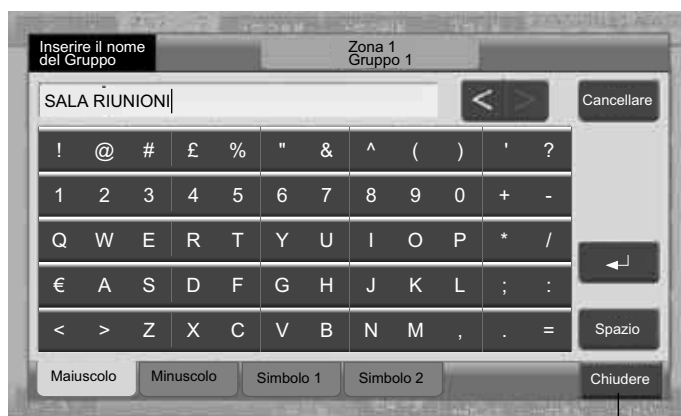 Inserire il nome
del Gruppo
Zona 1
Gruppo 1
SALA RIUNIONI
< >
Cancellare
! @ # £ % " & ^ ( ) ' ?
1 2 3 4 5 6 7 8 9 0 + -
Q W E R T Y U I O P * /
€ A S D F G H J K L ; :
< > Z X C V B N M , . =
Spazio
Maiuscolo Minuscolo Simbolo 1 Simbolo 2 Chiudere